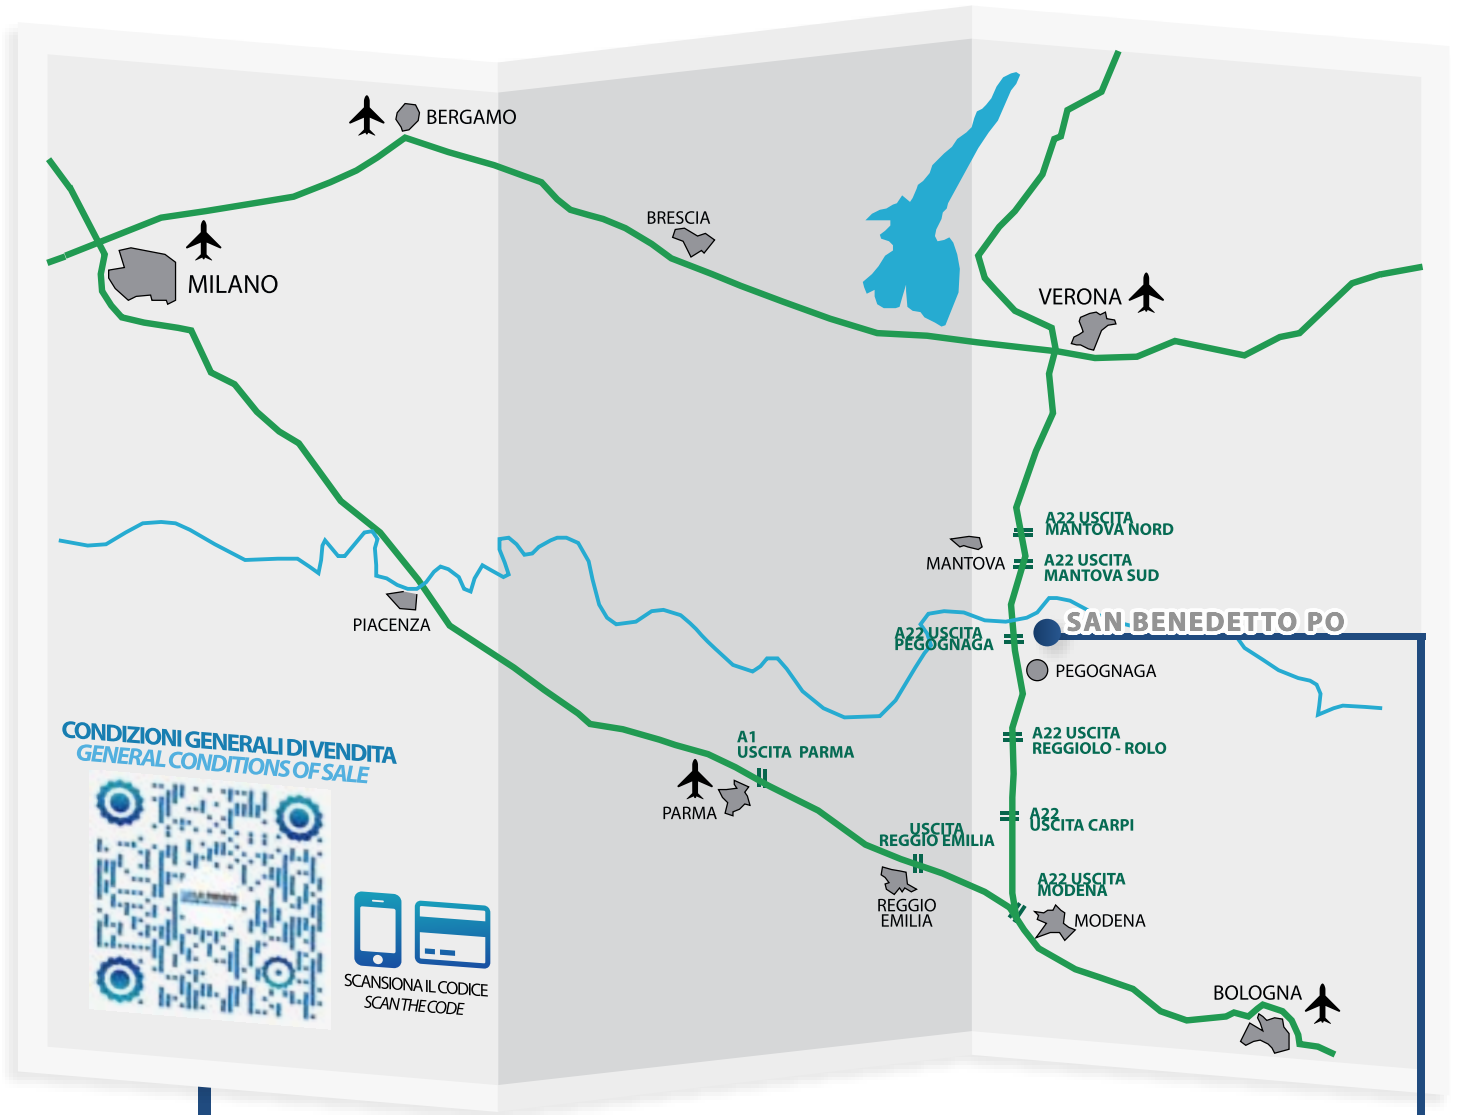 BERGAMO
BRESCIA
MILANO
VERONA
A22 USCITA
MANTOVA NORD
MANTOVA
A22 USCITA
MANTOVA SUD
PIACENZA
SAN BENEDETTO PO
A22 USCITA
PEGOGNAGA
PEGOGNAGA
CONDIZIONI GENERALI DI VENDITA
GENERAL CONDITIONS OF SALE
A1
USCITA PARMA
A22 USCITA
REGGIOLO - ROLO
PARMA
A22
USCITA CARPI
USCITA
REGGIO EMILIA
REGGIO
EMILIA
A22 USCITA
MODENA
MODENA
SCANSIONA IL CODICE
SCAN THE CODE
BOLOGNA